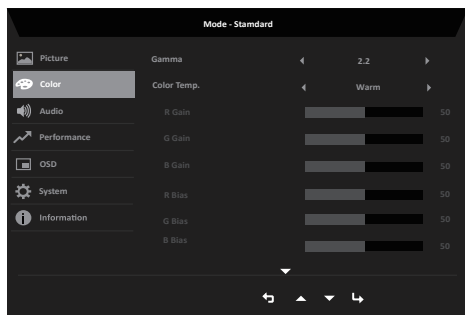 Mode - Stamdard
Picture
Gamma 2.2
Color
Color Temp. Warm
Audio
R Gain 50
Performance
G Gain 50
OSD
B Gain 50
System
R Bias 50
Information
G Bias 50
B Bias 50